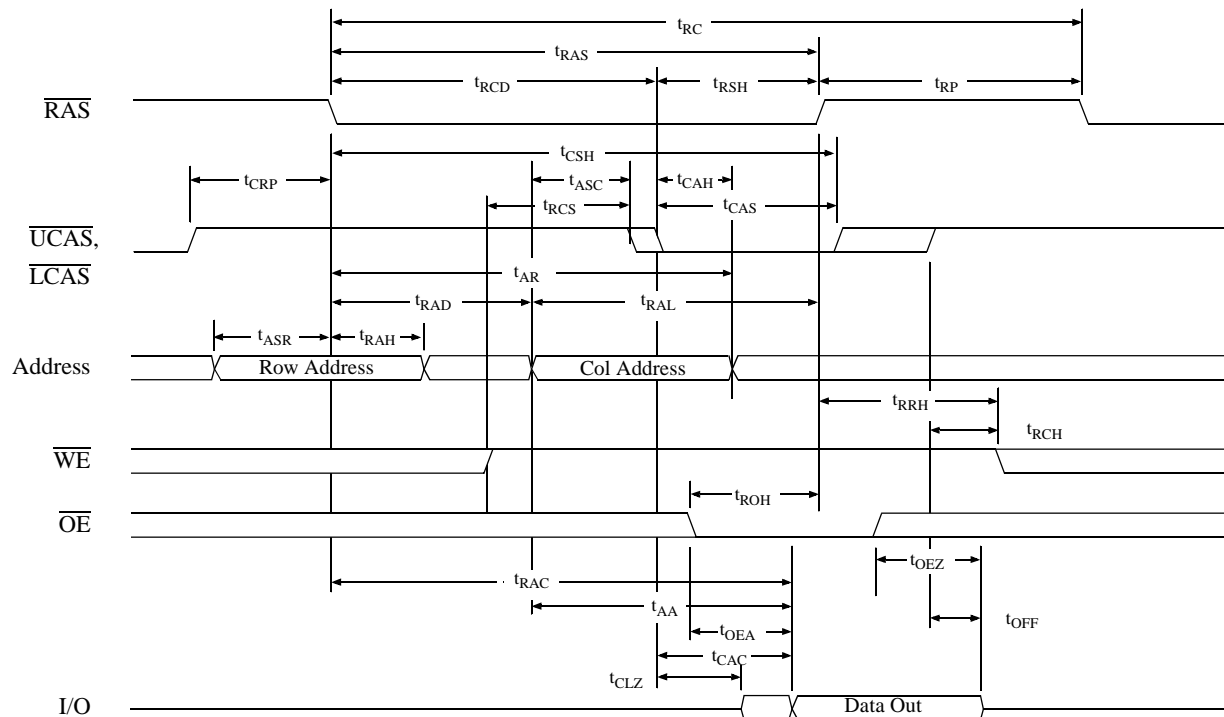 tRC
tRAS
tRCD tRSH tRP
RAS
tCSH
tCRP tASC tCAH
tRCS tCAS
UCAS,
LCAS
tAR
tRAD tRAL
tASR tRAH
Address Row Address Col Address
tRRH
tRCH
WE
tROH
OE
tOEZ
tRAC
tAA
tOEA tOFF
tCAC
tCLZ
I/O Data Out